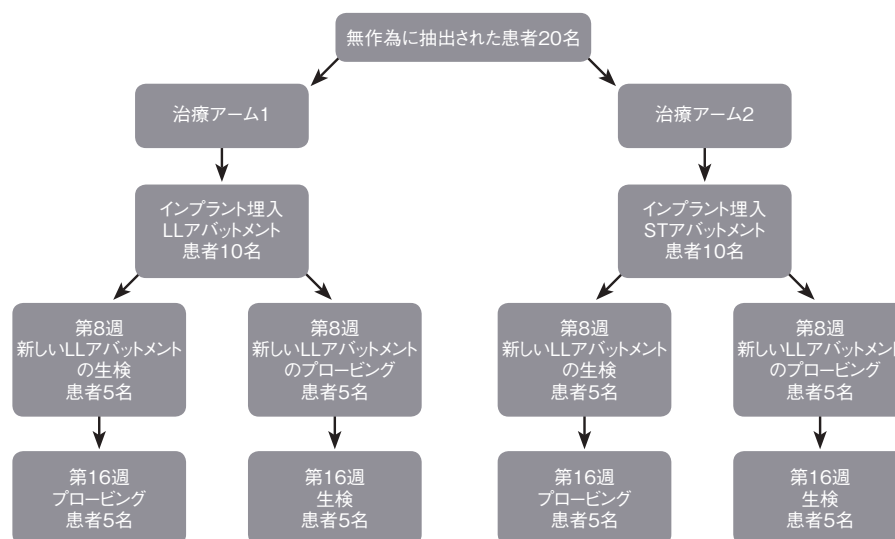 無作為に抽出された患者20名
治療アーム1
治療アーム2
インプラント埋入
LLアバットメント
患者10名
インプラント埋入
STアバットメント
患者10名
第8週
新しいLLアバットメント
の生検
患者5名
第8週
新しいLLアバットメント
のプロービング
患者5名
第8週
新しいLLアバットメント
の生検
患者5名
第8週
新しいLLアバットメント
のプロービング
患者5名
第16週
プロービング
患者5名
第16週
生検
患者5名
第16週
プロービング
患者5名
第16週
生検
患者5名